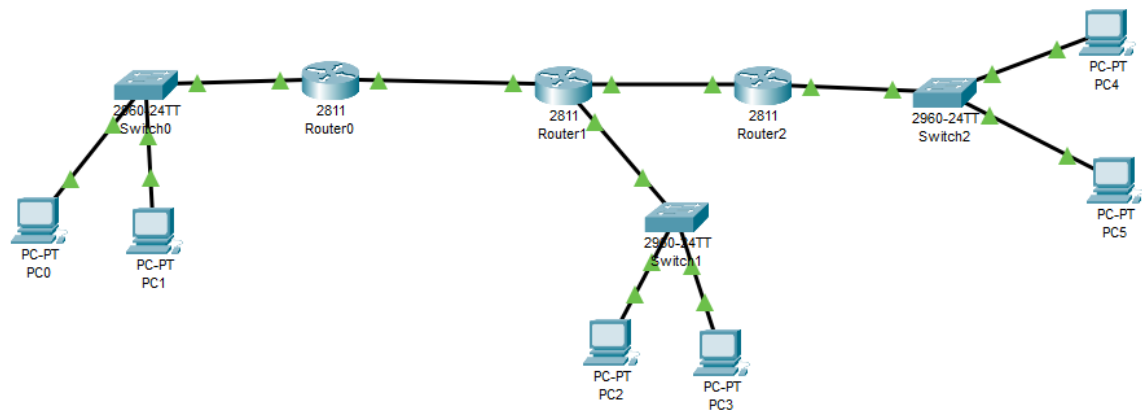 PC-PT
PC4
2960-24TT
Switch0
2811
Router0
2811
Router1
2811
Router2
2960-24TT
Switch2
PC-PT
PC5
PC-PT
PC0
PC-PT
PC1
2960-24TT
Switch1
PC-PT
PC2
PC-PT
PC3